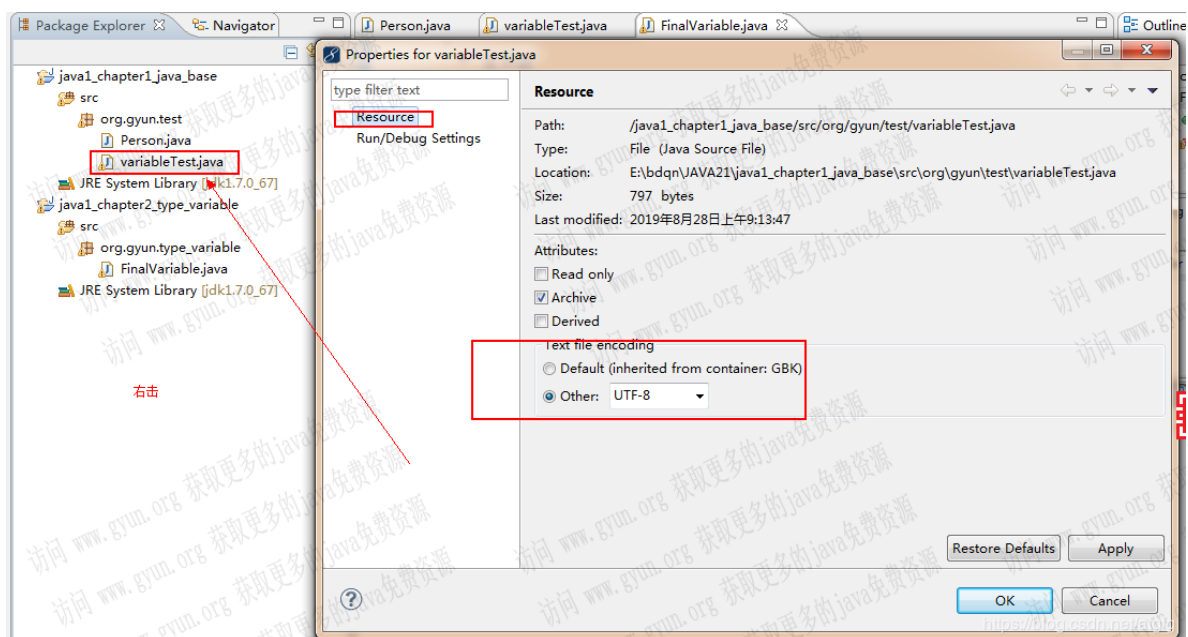 Package Explorer
Navigator
Person.java
variableTest.java
FinalVariable.java
Outline
java1_chapter1_java_base
src
org.gyun.test
Person.java
variableTest.java
JRE System Library [jdk1.7.0_67]
java1_chapter2_type_variable
src
org.gyun.type_variable
FinalVariable.java
JRE System Library [jdk1.7.0_67]
右击
Properties for variableTest.java
type filter text
Resource
Run/Debug Settings
Resource
Path: /java1_chapter1_java_base/src/org/gyun/test/variableTest.java
Type: File (Java Source File)
Location: E:\bdqn\JAVA21\java1_chapter1_java_base\src\org\gyun\test\variableTest.java
Size: 797 bytes
Last modified: 2019年8月28日上午9:13:47
Attributes:
Read only
Archive
Derived
Text file encoding
Default (inherited from container: GBK)
Other: UTF-8
Restore Defaults
Apply
OK
Cancel
访问 www.gyun.org 获取更多的java免费资源